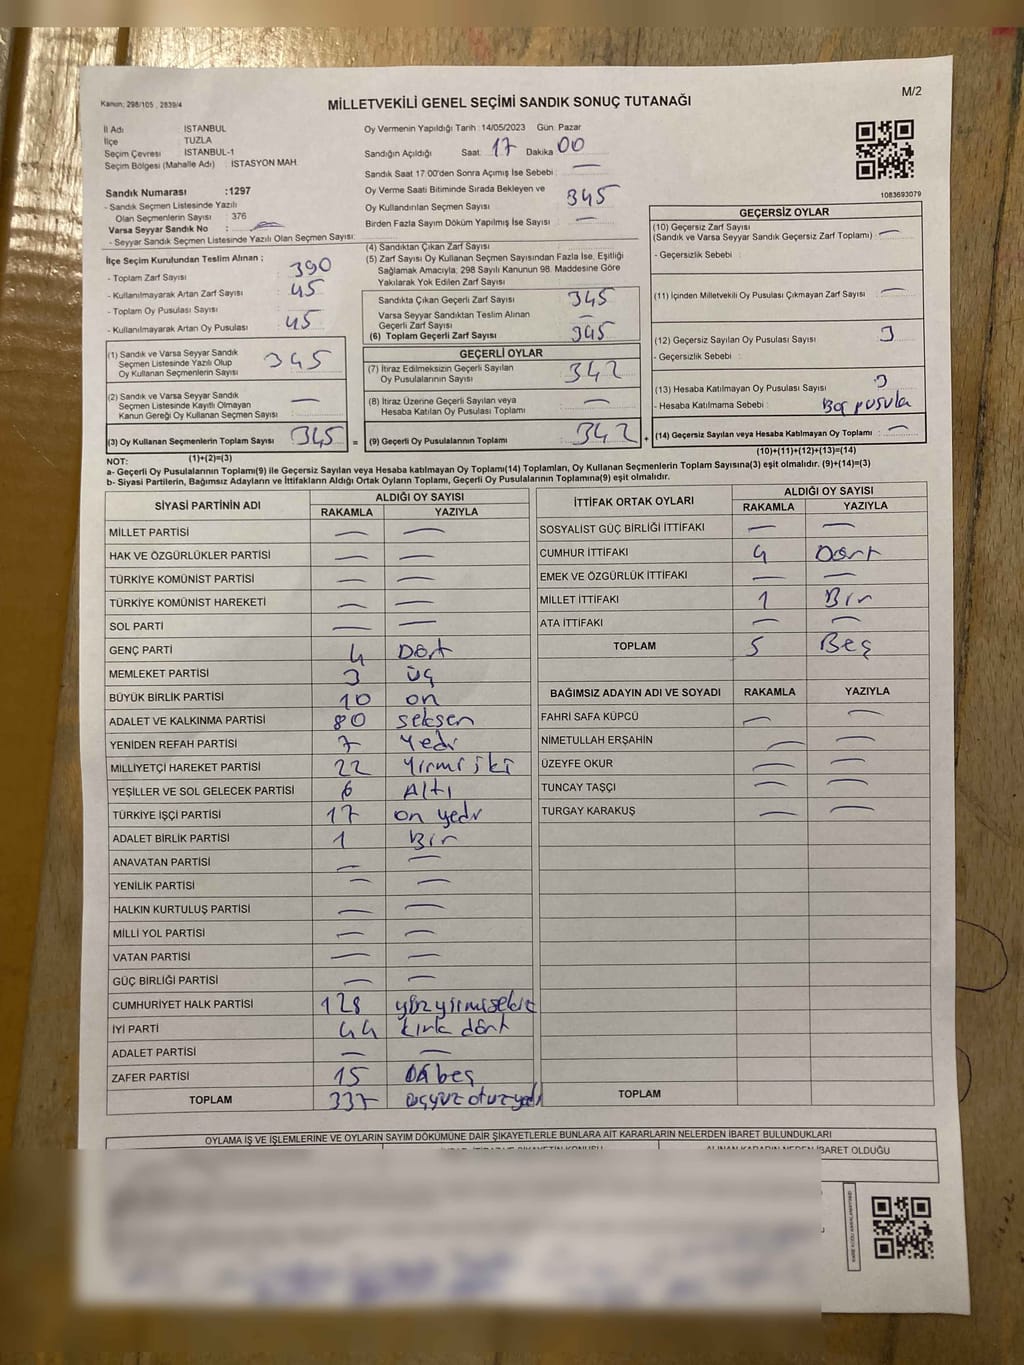 Kanun; 298/105 , 2839/4
MİLLETVEKİLİ GENEL SEÇİMİ SANDIK SONUÇ TUTANAĞI
M/2
İl Adı : İSTANBUL
İlçe : TUZLA
Seçim Çevresi : İSTANBUL-1
Seçim Bölgesi (Mahalle Adı) : İSTASYON MAH.
Sandık Numarası :1297
- Sandık Seçmen Listesinde Yazılı
Olan Seçmenlerin Sayısı : 376
Varsa Seyyar Sandık No :
- Seyyar Sandık Seçmen Listesinde Yazılı Olan Seçmen Sayısı:
Oy Vermenin Yapıldığı Tarih : 14/05/2023 Gün: Pazar
Sandığın Açıldığı Saat: 17 Dakika 00
Sandık Saat 17.00'den Sonra Açılmış İse Sebebi : —
Oy Verme Saati Bitiminde Sırada Bekleyen ve
Oy Kullandırılan Seçmen Sayısı : 345
Birden Fazla Sayım Döküm Yapılmış İse Sayısı : —
1083693079
İlçe Seçim Kurulundan Teslim Alınan ;
- Toplam Zarf Sayısı : 390
- Kullanılmayarak Artan Zarf Sayısı : 45
- Toplam Oy Pusulası Sayısı :
- Kullanılmayarak Artan Oy Pusulası : 45
(1) Sandık ve Varsa Seyyar Sandık
Seçmen Listesinde Yazılı Olup
Oy Kullanan Seçmenlerin Sayısı : 345
(2) Sandık ve Varsa Seyyar Sandık
Seçmen Listesinde Kayıtlı Olmayan
Kanun Gereği Oy Kullanan Seçmen Sayısı : —
(3) Oy Kullanan Seçmenlerin Toplam Sayısı : 345 =
(1)+(2)=(3)
(4) Sandıktan Çıkan Zarf Sayısı :
(5) Zarf Sayısı Oy Kullanan Seçmen Sayısından Fazla İse, Eşitliği
Sağlamak Amacıyla; 298 Sayılı Kanunun 98. Maddesine Göre
Yakılarak Yok Edilen Zarf Sayısı :
Sandıkta Çıkan Geçerli Zarf Sayısı : 345
Varsa Seyyar Sandıktan Teslim Alınan
Geçerli Zarf Sayısı : —
(6) Toplam Geçerli Zarf Sayısı : 345
GEÇERLİ OYLAR
(7) İtiraz Edilmeksizin Geçerli Sayılan
Oy Pusulalarının Sayısı : 342
(8) İtiraz Üzerine Geçerli Sayılan veya
Hesaba Katılan Oy Pusulası Toplamı : —
(9) Geçerli Oy Pusulalarının Toplamı : 342 +
GEÇERSİZ OYLAR
(10) Geçersiz Zarf Sayısı
(Sandık ve Varsa Seyyar Sandık Geçersiz Zarf Toplamı) : —
- Geçersizlik Sebebi :
(11) İçinden Milletvekili Oy Pusulası Çıkmayan Zarf Sayısı : —
(12) Geçersiz Sayılan Oy Pusulası Sayısı : 3
- Geçersizlik Sebebi :
(13) Hesaba Katılmayan Oy Pusulası Sayısı :
- Hesaba Katılmama Sebebi : Boş pusula
(14) Geçersiz Sayılan veya Hesaba Katılmayan Oy Toplamı : —
(10)+(11)+(12)+(13)=(14)
NOT:
a- Geçerli Oy Pusulalarının Toplamı(9) ile Geçersiz Sayılan veya Hesaba katılmayan Oy Toplamı(14) Toplamları, Oy Kullanan Seçmenlerin Toplam Sayısına(3) eşit olmalıdır. (9)+(14)=(3)
b- Siyasi Partilerin, Bağımsız Adayların ve İttifakların Aldığı Ortak Oyların Toplamı, Geçerli Oy Pusulalarının Toplamına(9) eşit olmalıdır.
SİYASİ PARTİNİN ADI ALDIĞI OY SAYISI
RAKAMLA YAZIYLA
MİLLET PARTİSİ — —
HAK VE ÖZGÜRLÜKLER PARTİSİ — —
TÜRKİYE KOMÜNİST PARTİSİ — —
TÜRKİYE KOMÜNİST HAREKETİ — —
SOL PARTİ — —
GENÇ PARTİ 4 Dört
MEMLEKET PARTİSİ 3 üç
BÜYÜK BİRLİK PARTİSİ 10 on
ADALET VE KALKINMA PARTİSİ 80 seksen
YENİDEN REFAH PARTİSİ 7 Yedi
MİLLİYETÇİ HAREKET PARTİSİ 22 Yirmi iki
YEŞİLLER VE SOL GELECEK PARTİSİ 6 Altı
TÜRKİYE İŞÇİ PARTİSİ 17 on yedi
ADALET BİRLİK PARTİSİ 1 Bir
ANAVATAN PARTİSİ — —
YENİLİK PARTİSİ — —
HALKIN KURTULUŞ PARTİSİ — —
MİLLİ YOL PARTİSİ — —
VATAN PARTİSİ — —
GÜÇ BİRLİĞİ PARTİSİ — —
CUMHURİYET HALK PARTİSİ 128 yüzyirmisekiz
İYİ PARTİ 44 kırk dört
ADALET PARTİSİ — —
ZAFER PARTİSİ 15 onbeş
TOPLAM 337 üçyüz otuzyedi
İTTİFAK ORTAK OYLARI ALDIĞI OY SAYISI
RAKAMLA YAZIYLA
SOSYALİST GÜÇ BİRLİĞİ İTTİFAKI — —
CUMHUR İTTİFAKI 4 Dört
EMEK VE ÖZGÜRLÜK İTTİFAKI — —
MİLLET İTTİFAKI 1 Bir
ATA İTTİFAKI — —
TOPLAM 5 Beş
BAĞIMSIZ ADAYIN ADI VE SOYADI RAKAMLA YAZIYLA
FAHRİ SAFA KÜPCÜ — —
NİMETULLAH ERŞAHİN — —
ÜZEYFE OKUR — —
TUNCAY TAŞÇI — —
TURGAY KARAKUŞ — —
TOPLAM
OYLAMA İŞ VE İŞLEMLERİNE VE OYLARIN SAYIM DÖKÜMÜNE DAİR ŞİKAYETLERLE BUNLARA AİT KARARLARIN NELERDEN İBARET BULUNDUKLARI
İBARET OLDUĞU